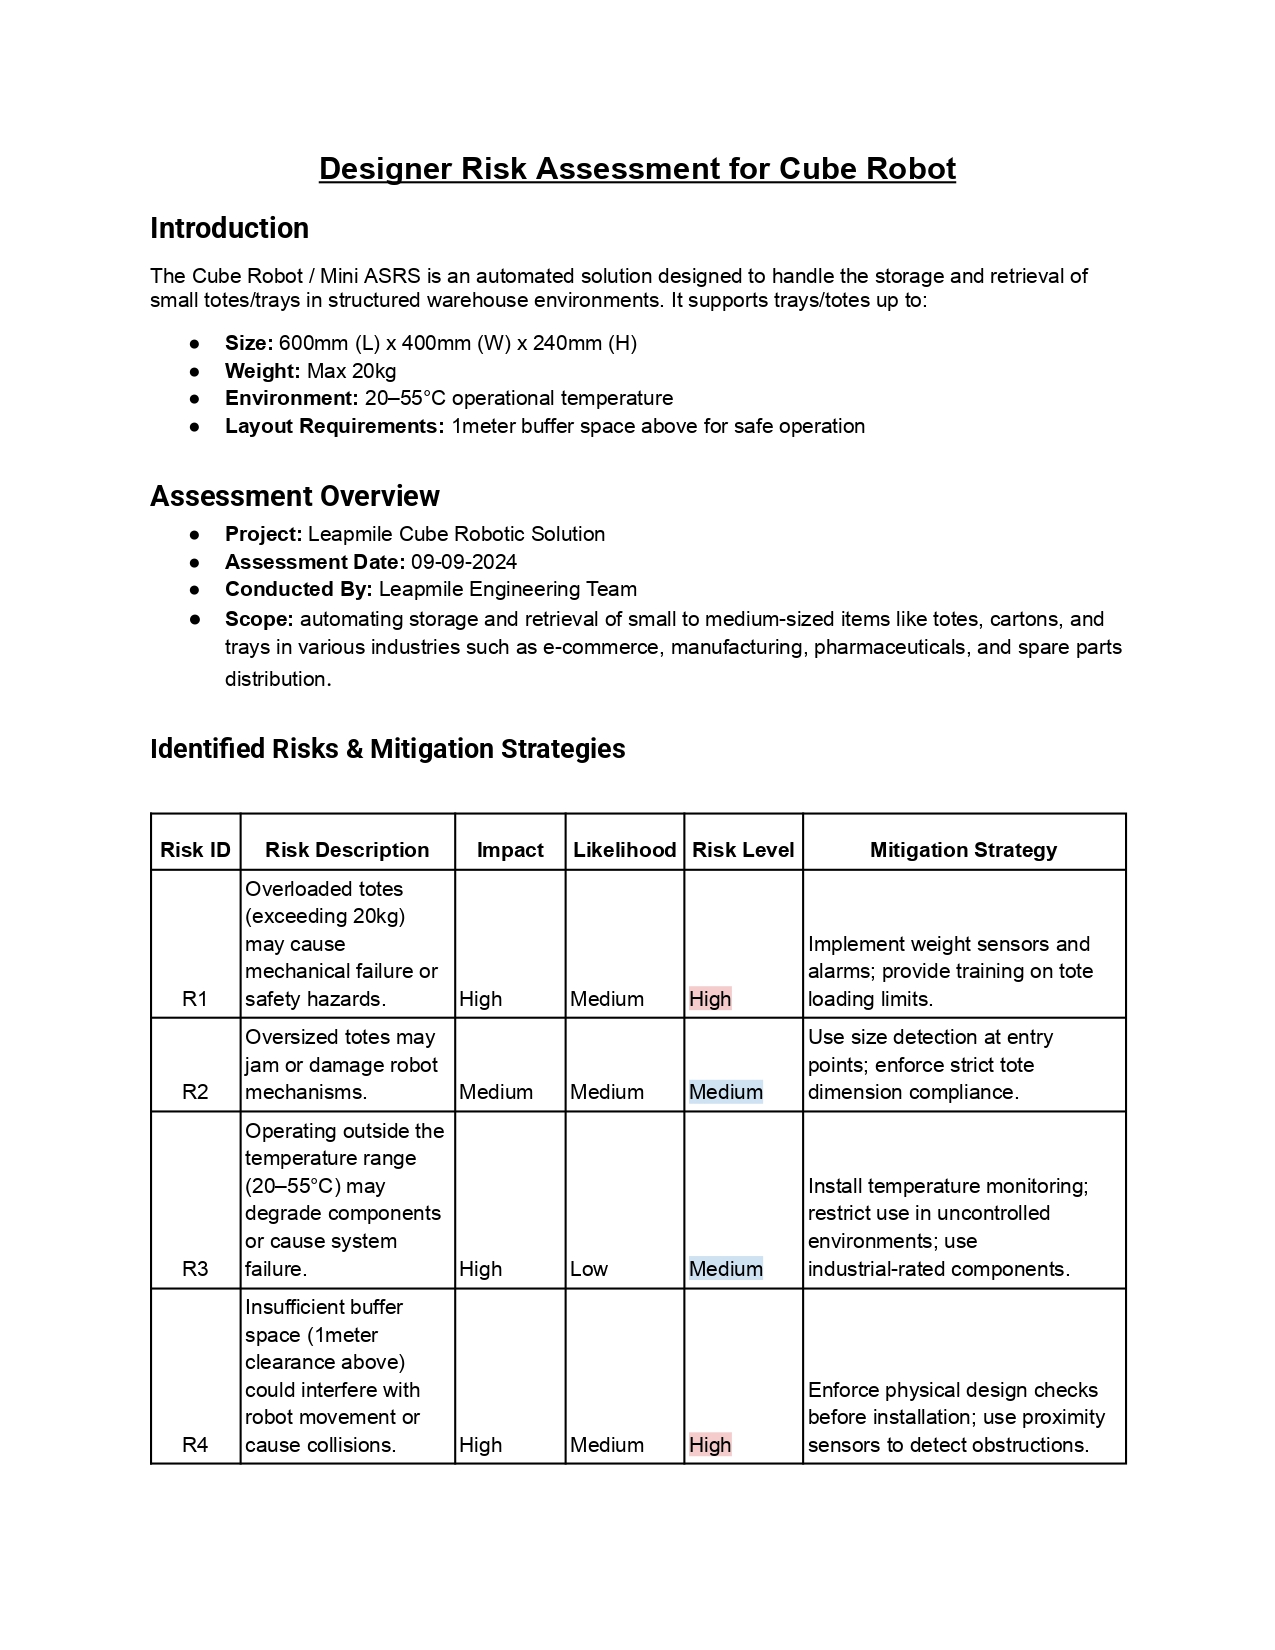 Designer Risk Assessment for Cube Robot
Introduction
The Cube Robot / Mini ASRS is an automated solution designed to handle the storage and retrieval of
small totes/trays in structured warehouse environments. It supports trays/totes up to:
● Size: 600mm (L) x 400mm (W) x 240mm (H)
● Weight: Max 20kg
● Environment: 20–55°C operational temperature
● Layout Requirements: 1meter buffer space above for safe operation
Assessment Overview
● Project: Leapmile Cube Robotic Solution
● Assessment Date: 09-09-2024
● Conducted By: Leapmile Engineering Team
● Scope: automating storage and retrieval of small to medium-sized items like totes, cartons, and
trays in various industries such as e-commerce, manufacturing, pharmaceuticals, and spare parts
distribution.
Identified Risks & Mitigation Strategies
Risk ID Risk Description Impact Likelihood Risk Level Mitigation Strategy
Overloaded totes
(exceeding 20kg)
may cause Implement weight sensors and
mechanical failure or alarms; provide training on tote
R1 safety hazards. High Medium High loading limits.
Oversized totes may Use size detection at entry
jam or damage robot points; enforce strict tote
R2 mechanisms. Medium Medium Medium dimension compliance.
Operating outside the
temperature range
(20–55°C) may Install temperature monitoring;
degrade components restrict use in uncontrolled
or cause system environments; use
R3 failure. High Low Medium industrial-rated components.
Insufficient buffer
space (1meter
clearance above)
could interfere with Enforce physical design checks
robot movement or before installation; use proximity
R4 cause collisions. High Medium High sensors to detect obstructions.